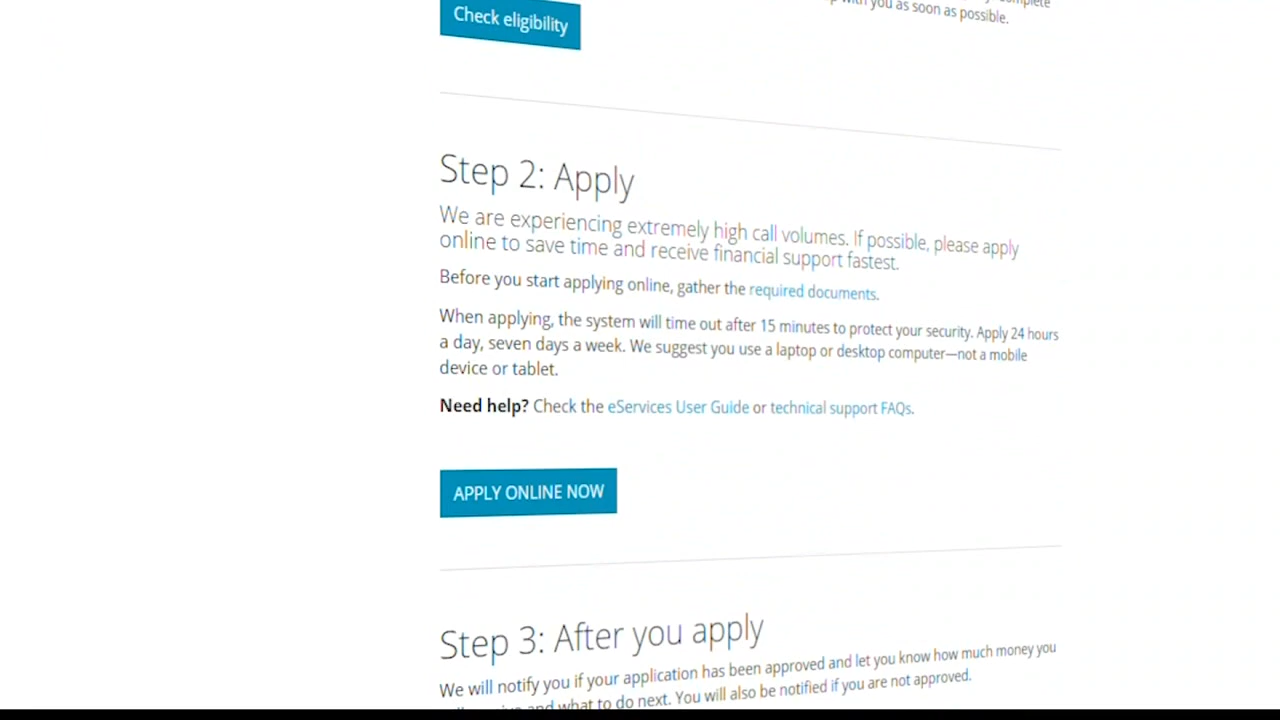 Check eligibility
with you as soon as possible.
Step 2: Apply
We are experiencing extremely high call volumes. If possible, please apply
online to save time and receive financial support fastest.
Before you start applying online, gather the required documents.
When applying, the system will time out after 15 minutes to protect your security. Apply 24 hours
a day, seven days a week. We suggest you use a laptop or desktop computer—not a mobile
device or tablet.
Need help? Check the eServices User Guide or technical support FAQs.
APPLY ONLINE NOW
Step 3: After you apply
We will notify you if your application has been approved and let you know how much money you
and what to do next. You will also be notified if you are not approved.